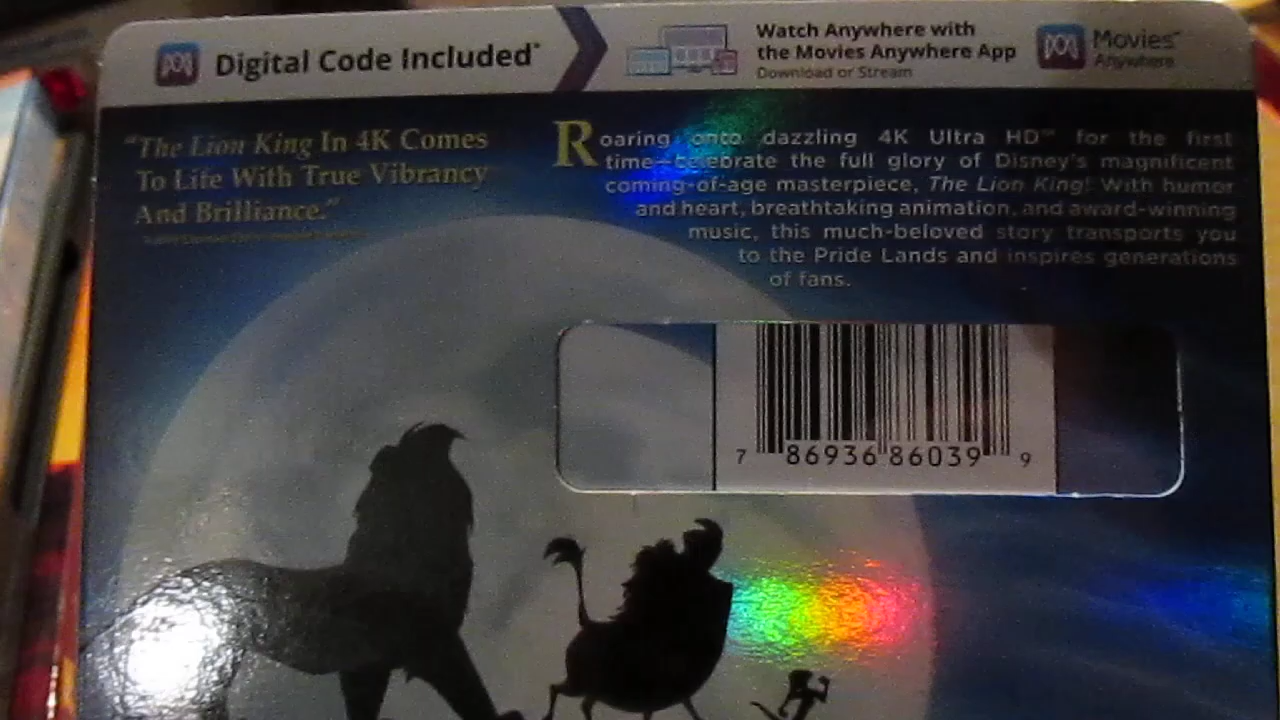 Digital Code Included*
Watch Anywhere with
the Movies Anywhere App
Download or Stream
Movies™
Anywhere
"The Lion King In 4K Comes
To Life With True Vibrancy
And Brilliance."
Roaring onto dazzling 4K Ultra HD™ for the first
time—celebrate the full glory of Disney's magnificent
coming-of-age masterpiece, The Lion King! With humor
and heart, breathtaking animation, and award-winning
music, this much-beloved story transports you
to the Pride Lands and inspires generations
of fans.
7 86936 86039 9